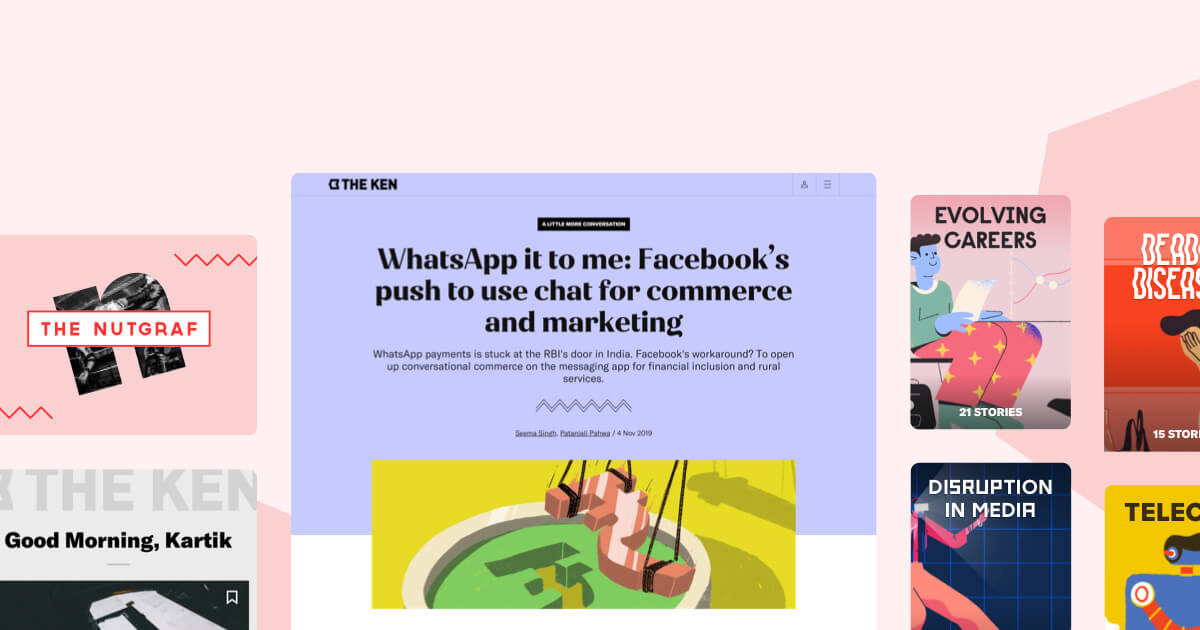 THE NUTGRAF
THE KEN
Good Morning, Kartik
THE KEN
A LITTLE MORE CONVERSATION
WhatsApp it to me: Facebook's
push to use chat for commerce
and marketing
WhatsApp payments is stuck at the RBI's door in India. Facebook's workaround? To open
up conversational commerce on the messaging app for financial inclusion and rural
services.
Seema Singh, Patanjali Pahwa / 4 Nov 2019
EVOLVING
CAREERS
21 STORIES
DISRUPTION
IN MEDIA
DEAD
DISEAS
15 STORI
TELEC